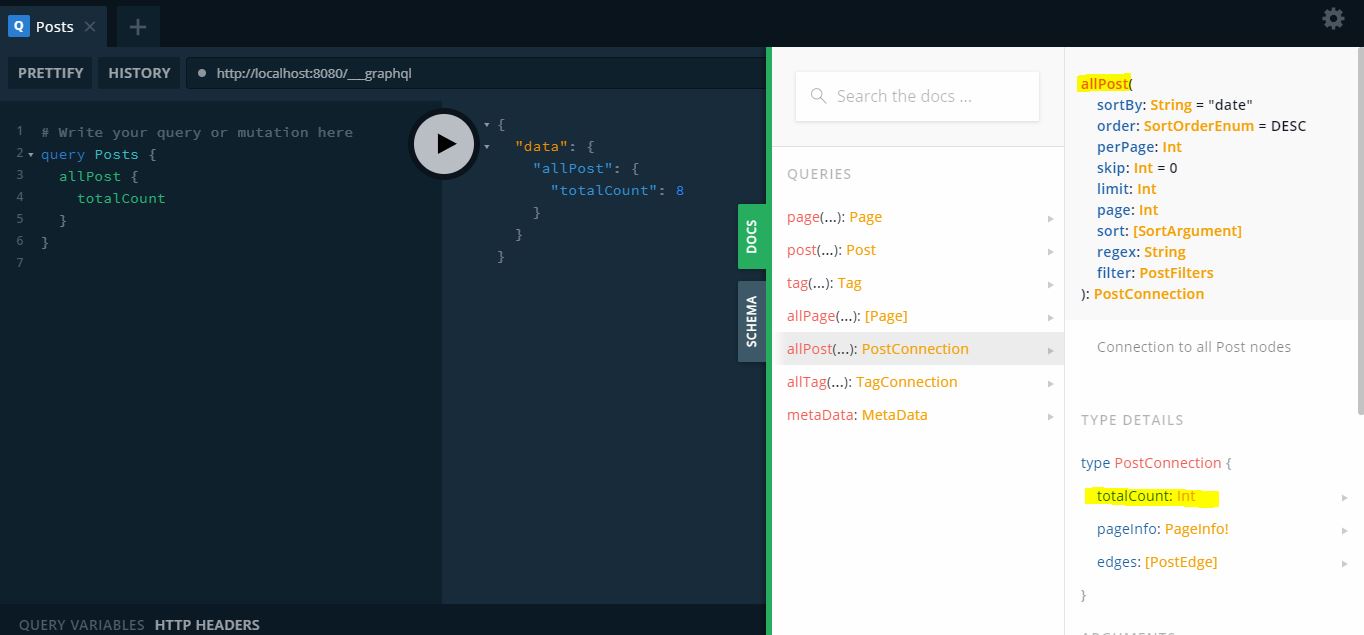 Q Posts × +
PRETTIFY HISTORY http://localhost:8080/___graphql
1 # Write your query or mutation here
2 query Posts {
3 allPost {
4 totalCount
5 }
6 }
7
{
"data": {
"allPost": {
"totalCount": 8
}
}
}
QUERY VARIABLES HTTP HEADERS
DOCS
SCHEMA
Search the docs ...
QUERIES
page(...): Page
post(...): Post
tag(...): Tag
allPage(...): [Page]
allPost(...): PostConnection
allTag(...): TagConnection
metaData: MetaData
allPost(
sortBy: String = "date"
order: SortOrderEnum = DESC
perPage: Int
skip: Int = 0
limit: Int
page: Int
sort: [SortArgument]
regex: String
filter: PostFilters
): PostConnection
Connection to all Post nodes
TYPE DETAILS
type PostConnection {
totalCount: Int
pageInfo: PageInfo!
edges: [PostEdge]
}
ARGUMENTS